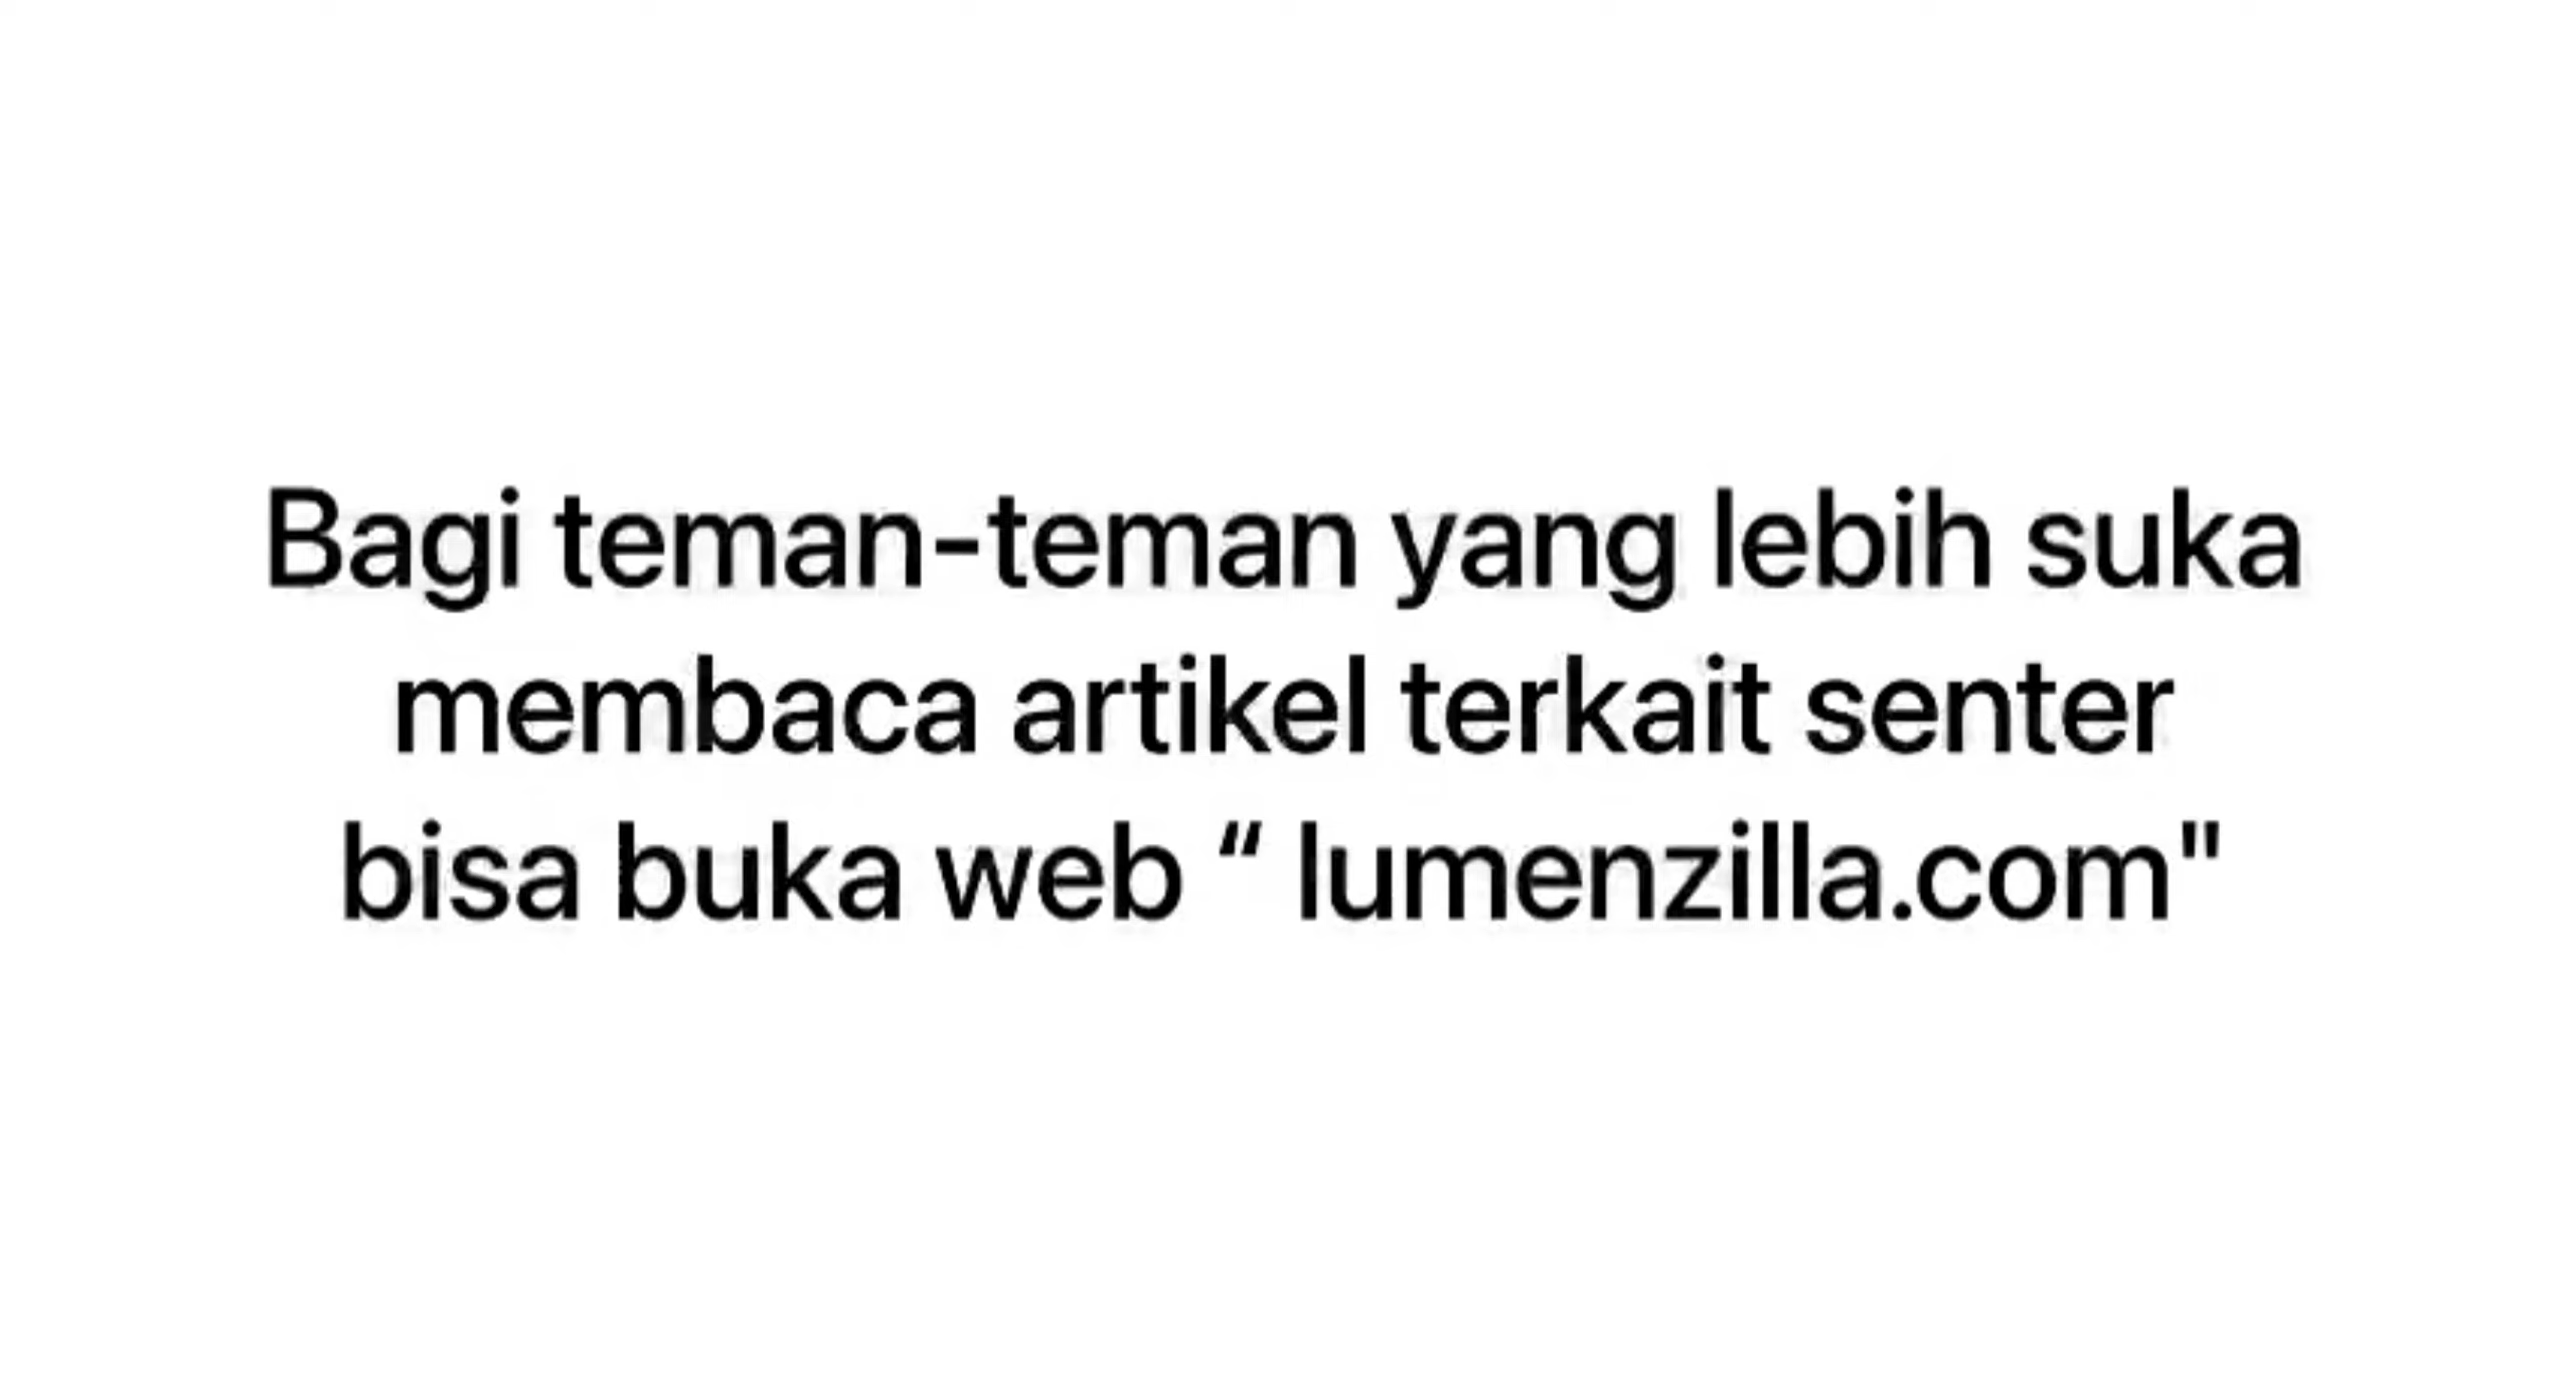 Bagi teman-teman yang lebih suka
membaca artikel terkait senter
bisa buka web “ lumenzilla.com"